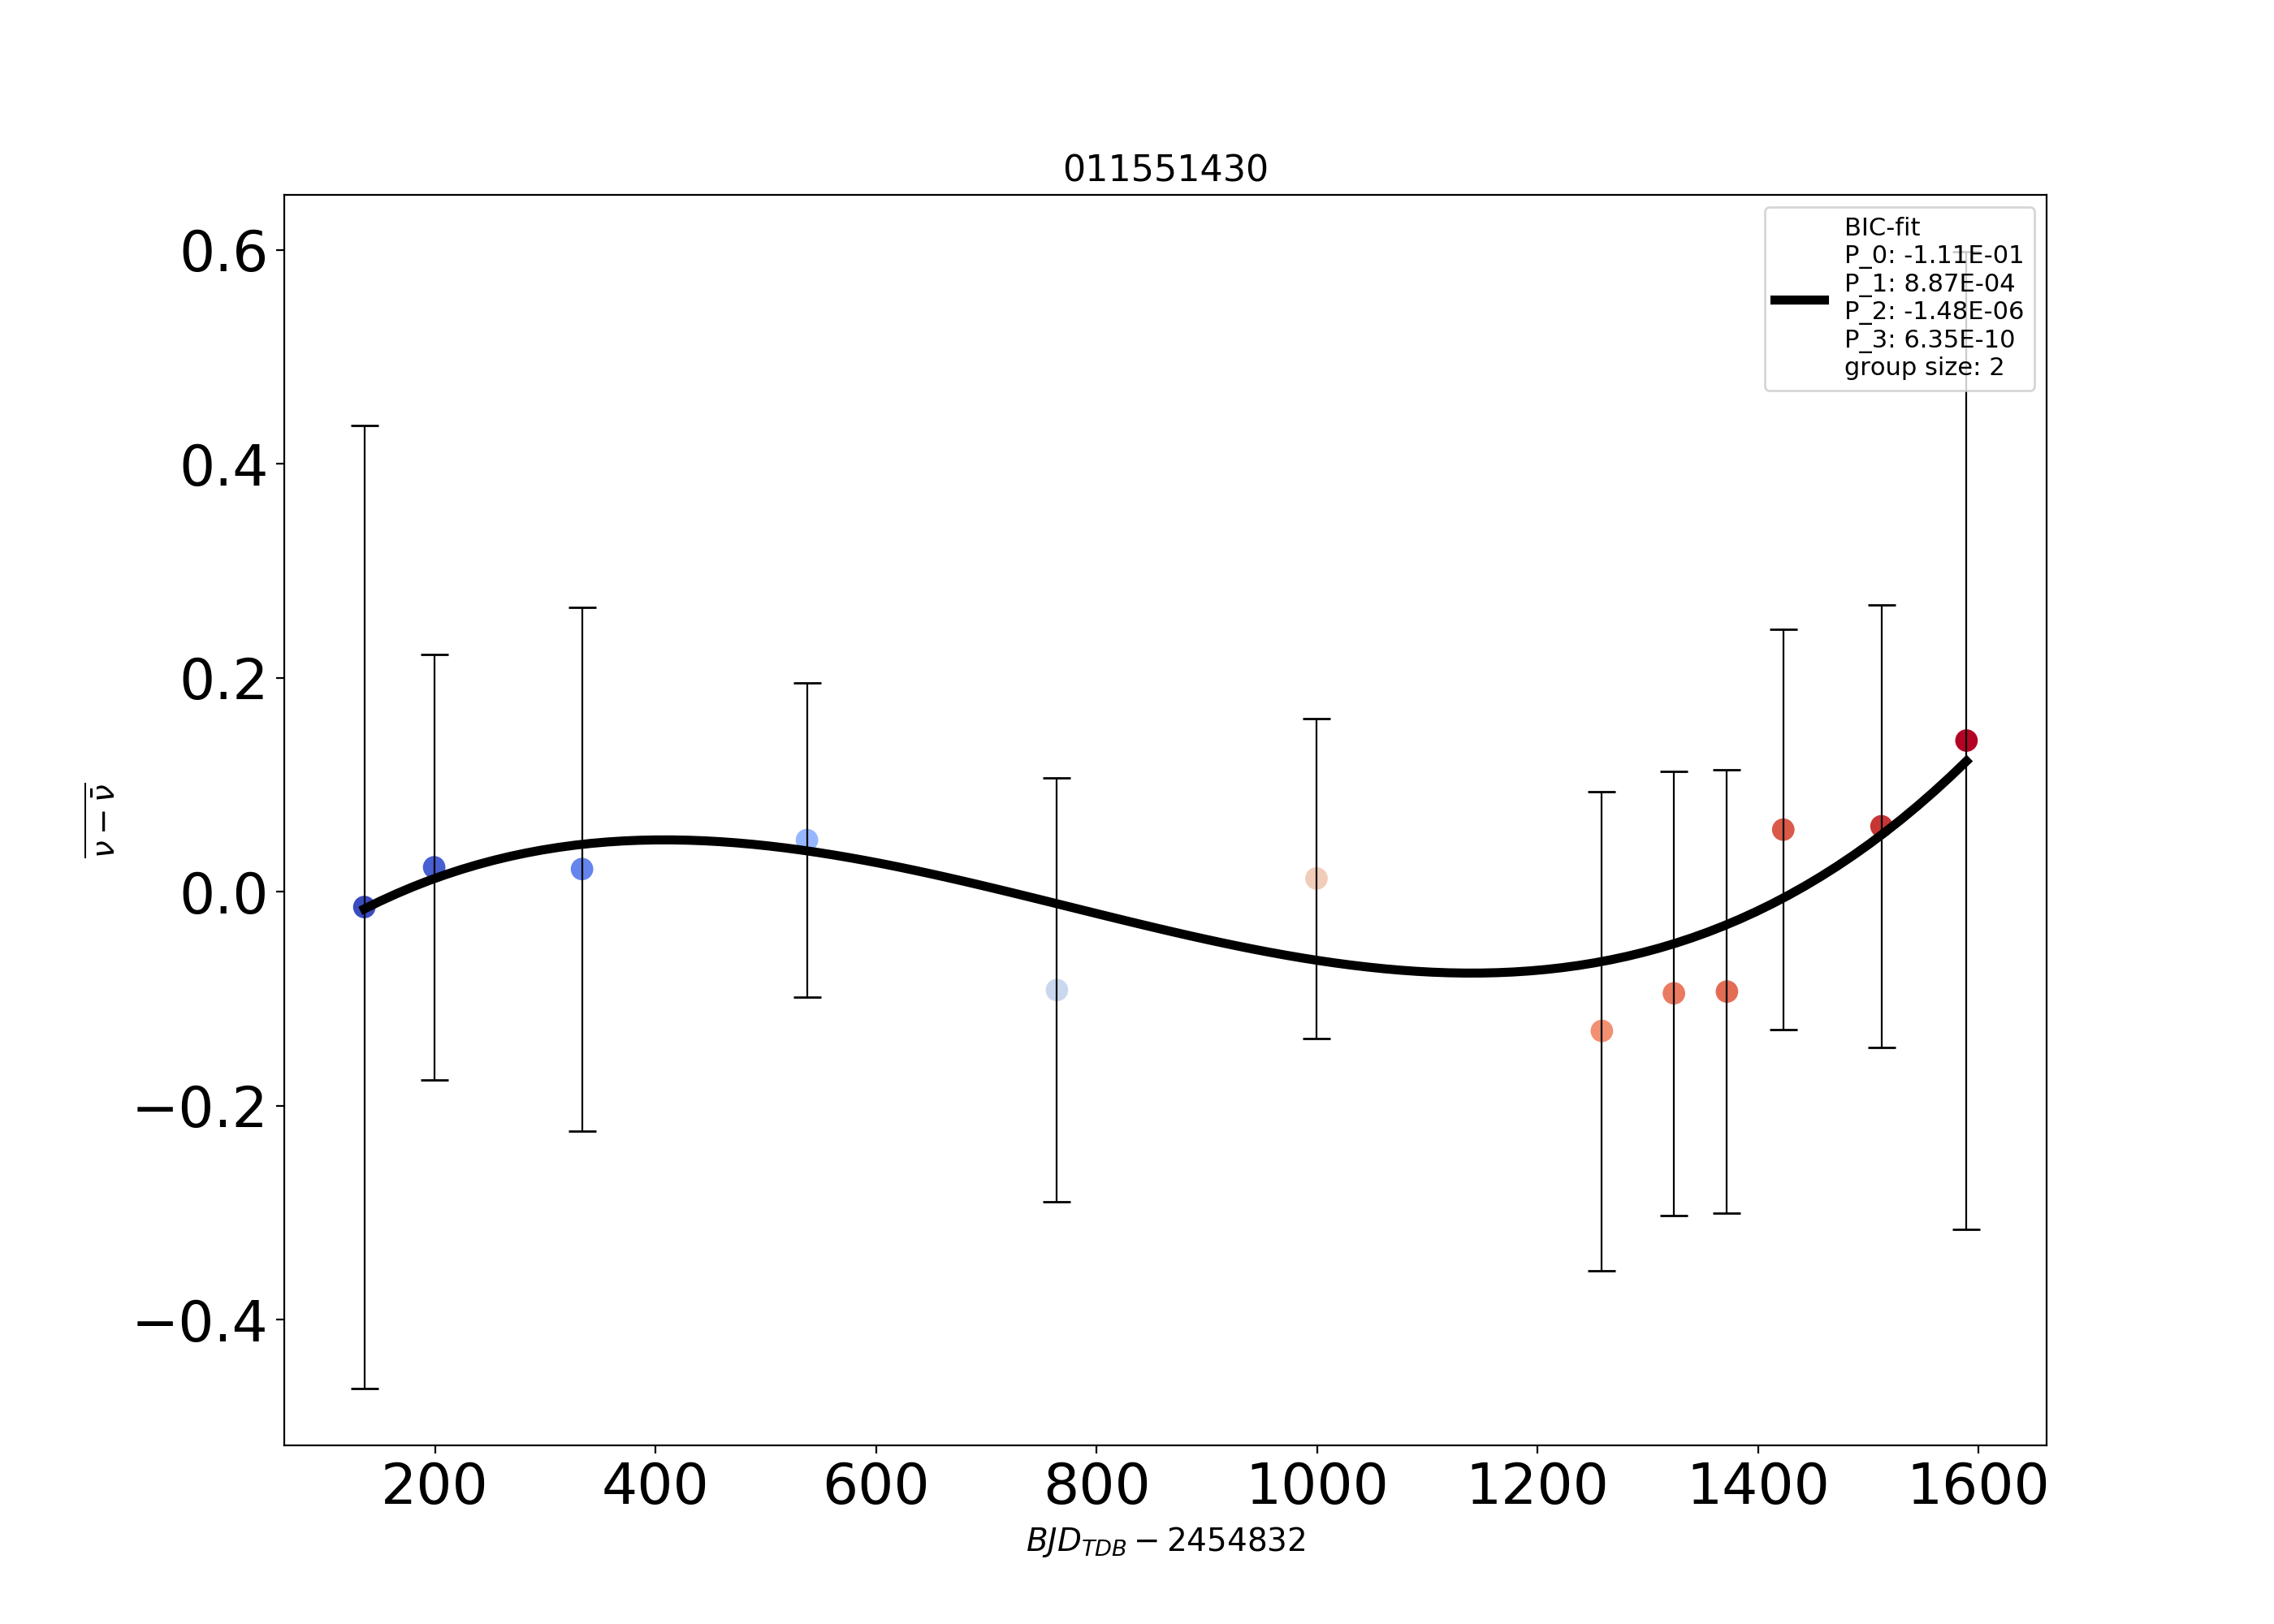 011551430
BIC-fit
P_0: -1.11E-01
P_1: 8.87E-04
P_2: -1.48E-06
P_3: 6.35E-10
group size: 2
0.6
0.4
0.2
0.0
−0.2
−0.4
ν − ν̄
200 400 600 800 1000 1200 1400 1600
BJD_TDB − 2454832